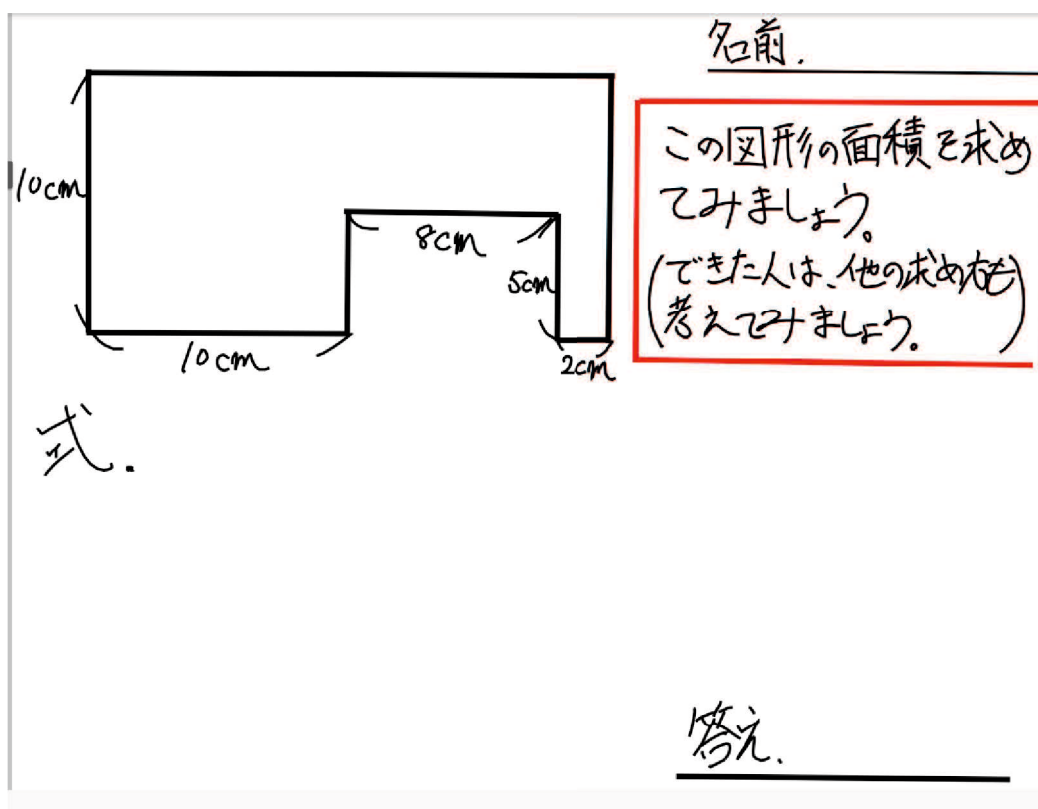 名前.
この図形の面積を求め
てみましょう。
(できた人は、他の求め方も
考えてみましょう。)
10cm
8cm
5cm
10cm
2cm
式.
答え.